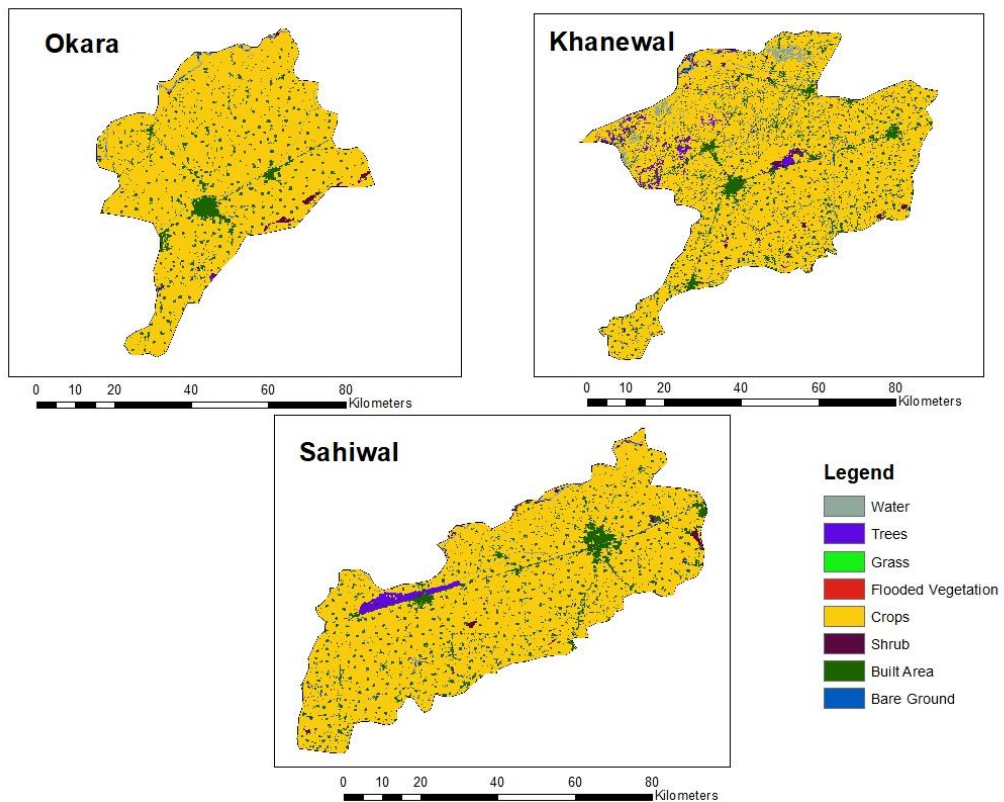 Okara
Khanewal
0 10 20 40 60 80
Kilometers
0 10 20 40 60 80
Kilometers
Sahiwal
Legend
Water
Trees
Grass
Flooded Vegetation
Crops
Shrub
Built Area
Bare Ground
0 10 20 40 60 80
Kilometers